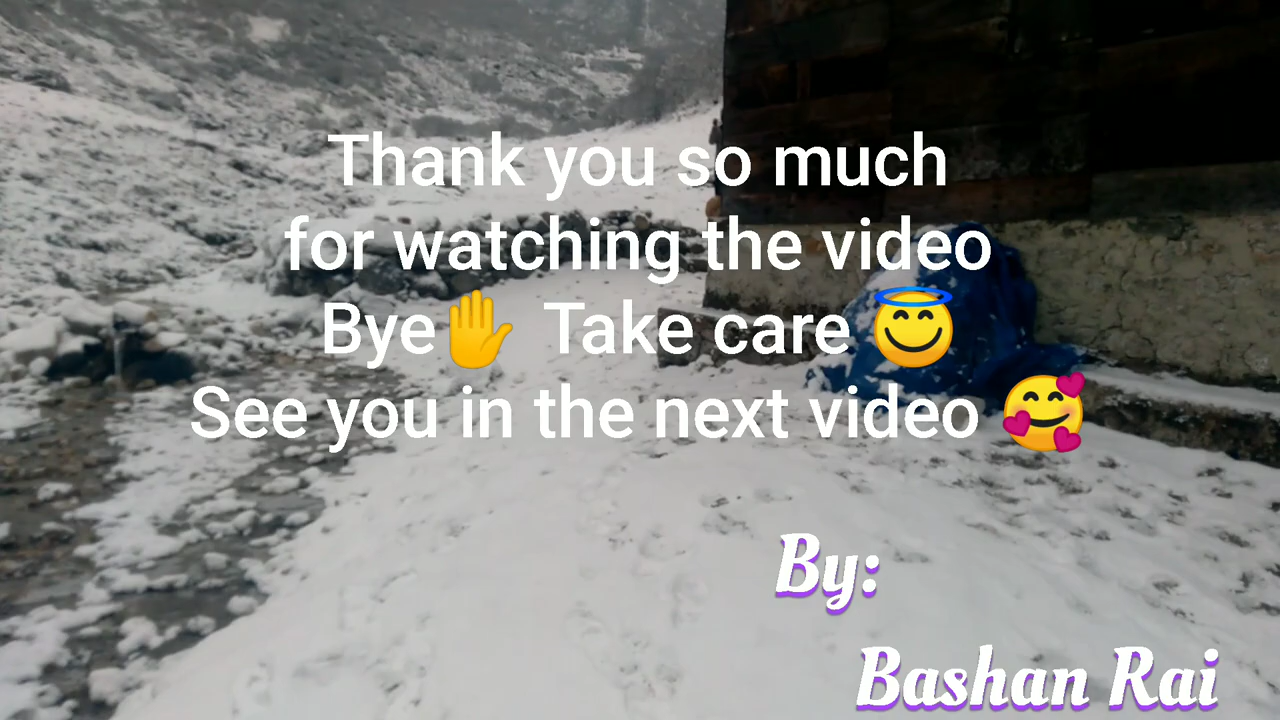 Thank you so much
for watching the video
Bye✋ Take care 😇
See you in the next video 🥰
By:
Bashan Rai